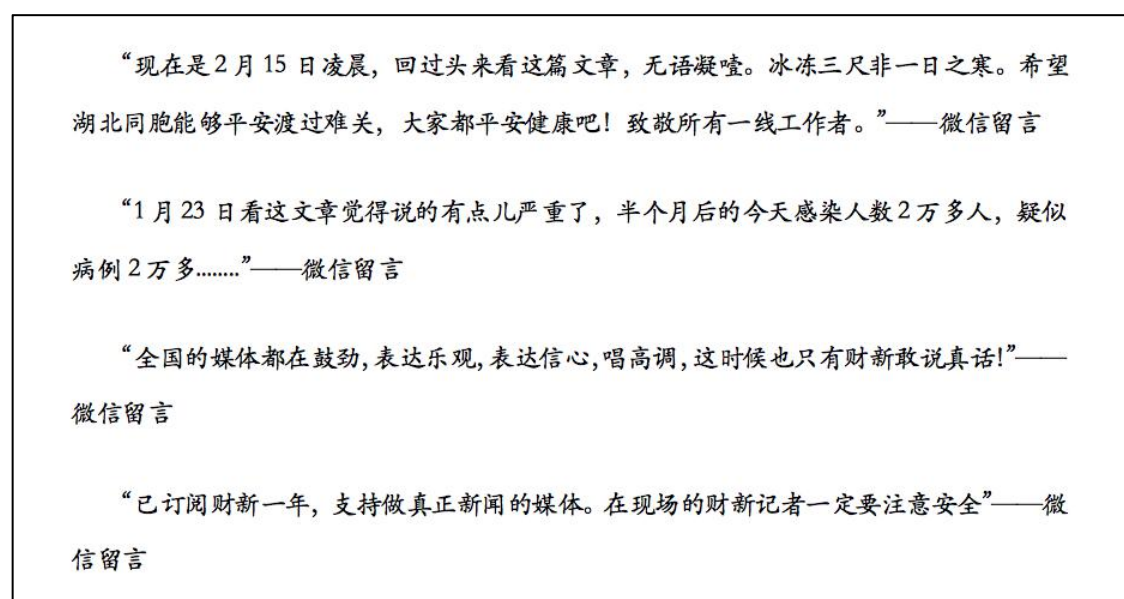 “现在是2月15日凌晨，回过头来看这篇文章，无语凝噎。冰冻三尺非一日之寒。希望
湖北同胞能够平安渡过难关，大家都平安健康吧！致敬所有一线工作者。”——微信留言
“1月23日看这文章觉得说的有点儿严重了，半个月后的今天感染人数2万多人，疑似
病例2万多........”——微信留言
“全国的媒体都在鼓劲,表达乐观,表达信心,唱高调,这时候也只有财新敢说真话!”——
微信留言
“已订阅财新一年，支持做真正新闻的媒体。在现场的财新记者一定要注意安全”——微
信留言